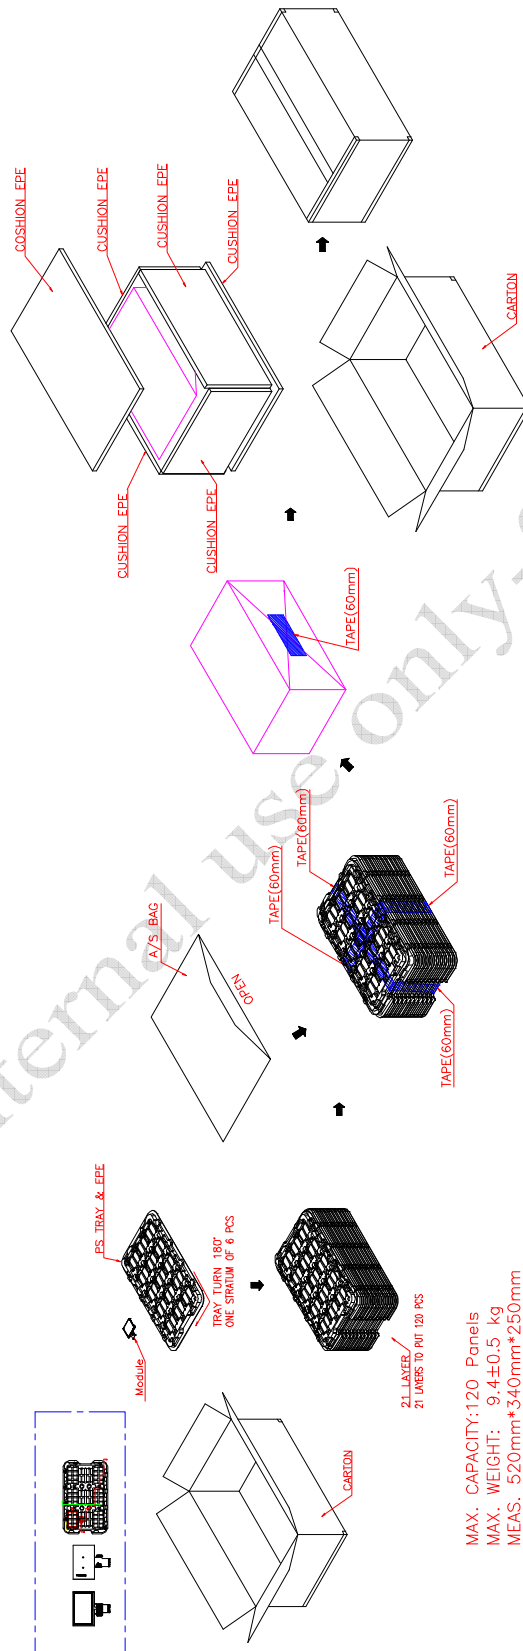 Module
PS TRAY & EPE
TRAY TURN 180°
ONE STRATUM OF 6 PCS
CARTON
21 LAYER
21 LAYERS TO PUT 120 PCS
A/S BAG
OPEN
TAPE(60mm)
TAPE(60mm)
TAPE(60mm)
TAPE(60mm)
TAPE(60mm)
COSHION EPE
CUSHION EPE
CUSHION EPE
CUSHION EPE
CUSHION EPE
CUSHION EPE
CARTON
MAX. CAPACITY:120 Panels
MAX. WEIGHT: 9.4±0.5 kg
MEAS. 520mm*340mm*250mm
ternal use only-